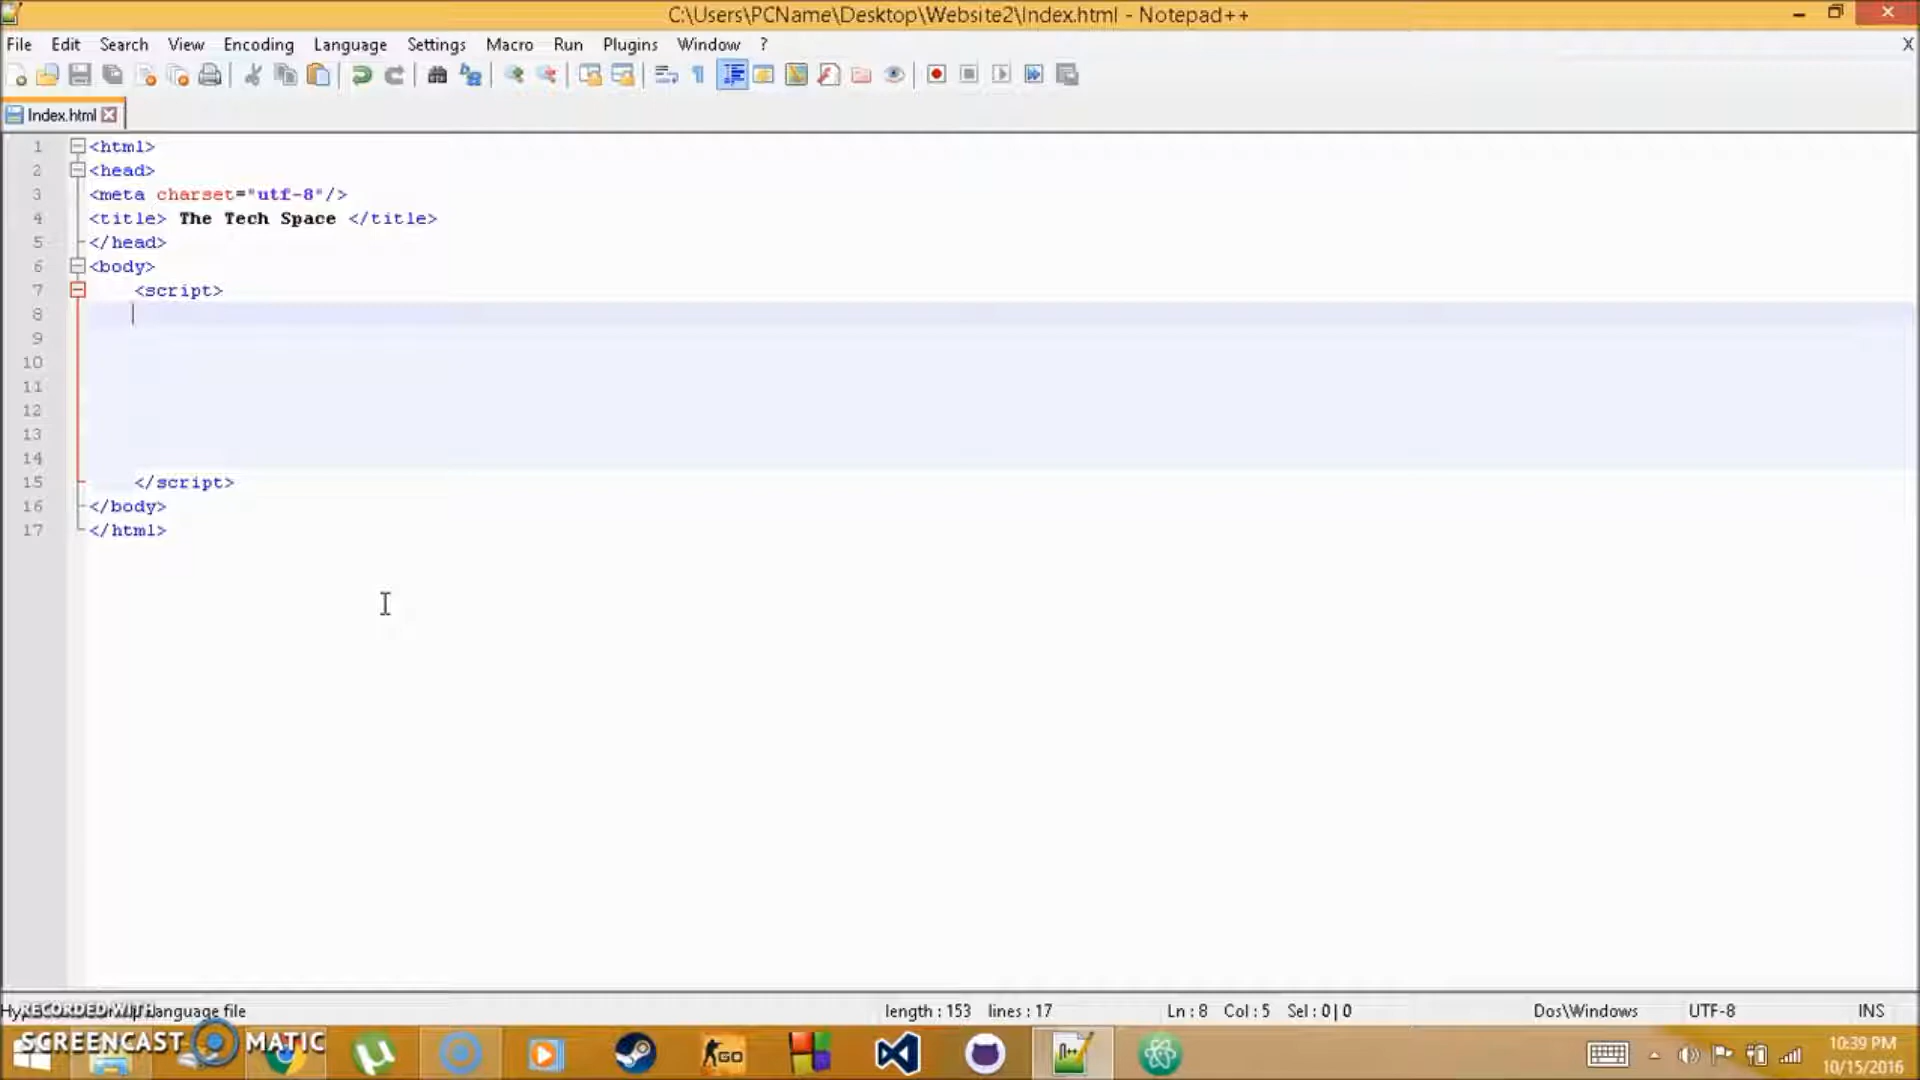 C:\Users\PCName\Desktop\Website2\Index.html - Notepad++
File Edit Search View Encoding Language Settings Macro Run Plugins Window ? X
Index.html
1 <html>
2 <head>
3 <meta charset="utf-8"/>
4 <title> The Tech Space </title>
5 </head>
6 <body>
7 <script>
8
9
10
11
12
13
14
15 </script>
16 </body>
17 </html>
language file length : 153 lines : 17 Ln : 8 Col : 5 Sel : 0 | 0 Dos\Windows UTF-8 INS
RECORDED WITH
SCREENCAST MATIC
GO
10:39 PM
10/15/2016